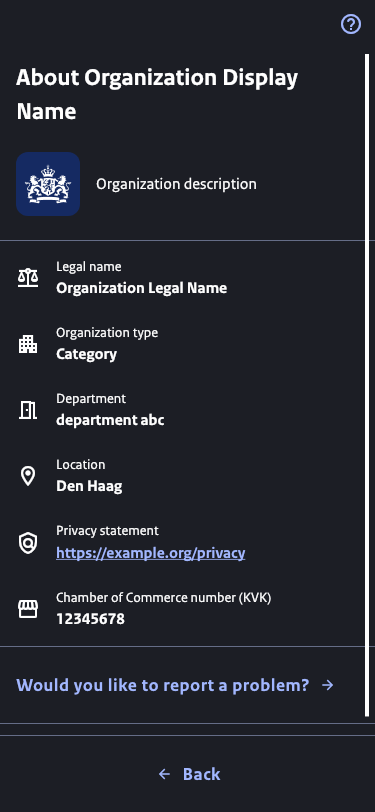 About Organization Display
Name
Organization description
Legal name
Organization Legal Name
Organization type
Category
Department
department abc
Location
Den Haag
Privacy statement
https://example.org/privacy
Chamber of Commerce number (KVK)
12345678
Would you like to report a problem?
Back